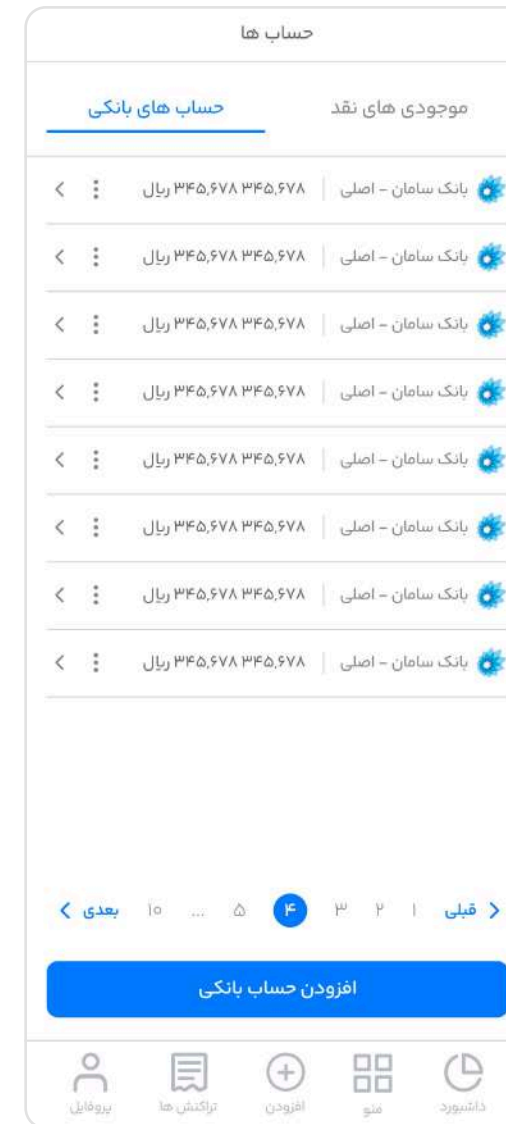 حساب ها
موجودی های نقد حساب های بانکی
بانک سامان - اصلی ۳۴۵,۶۷۸ ۳۴۵,۶۷۸ ریال
بانک سامان - اصلی ۳۴۵,۶۷۸ ۳۴۵,۶۷۸ ریال
بانک سامان - اصلی ۳۴۵,۶۷۸ ۳۴۵,۶۷۸ ریال
بانک سامان - اصلی ۳۴۵,۶۷۸ ۳۴۵,۶۷۸ ریال
بانک سامان - اصلی ۳۴۵,۶۷۸ ۳۴۵,۶۷۸ ریال
بانک سامان - اصلی ۳۴۵,۶۷۸ ۳۴۵,۶۷۸ ریال
بانک سامان - اصلی ۳۴۵,۶۷۸ ۳۴۵,۶۷۸ ریال
بانک سامان - اصلی ۳۴۵,۶۷۸ ۳۴۵,۶۷۸ ریال
قبلی ۱ ۲ ۳ ۴ ۵ ... ۱۰ بعدی
افزودن حساب بانکی
داشبورد منو افزودن تراکنش ها پروفایل